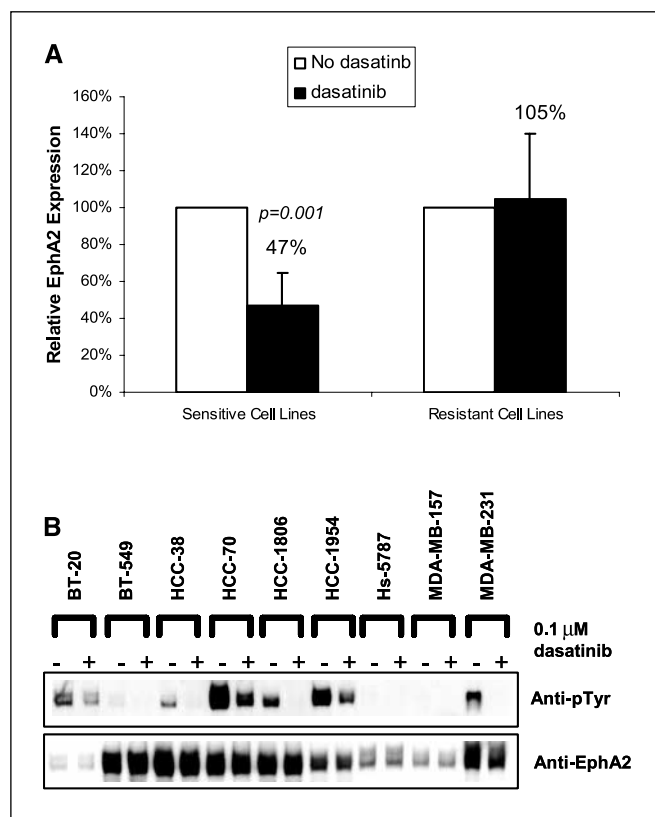 A
No dasatinb
dasatinib
160%
140%
120%
100%
80%
60%
40%
20%
0%
Relative EphA2 Expression
p=0.001
47%
105%
Sensitive Cell Lines
Resistant Cell Lines
B
BT-20
BT-549
HCC-38
HCC-70
HCC-1806
HCC-1954
Hs-5787
MDA-MB-157
MDA-MB-231
0.1 μM
dasatinib
- + - + - + - + - + - + - + - + - +
Anti-pTyr
Anti-EphA2